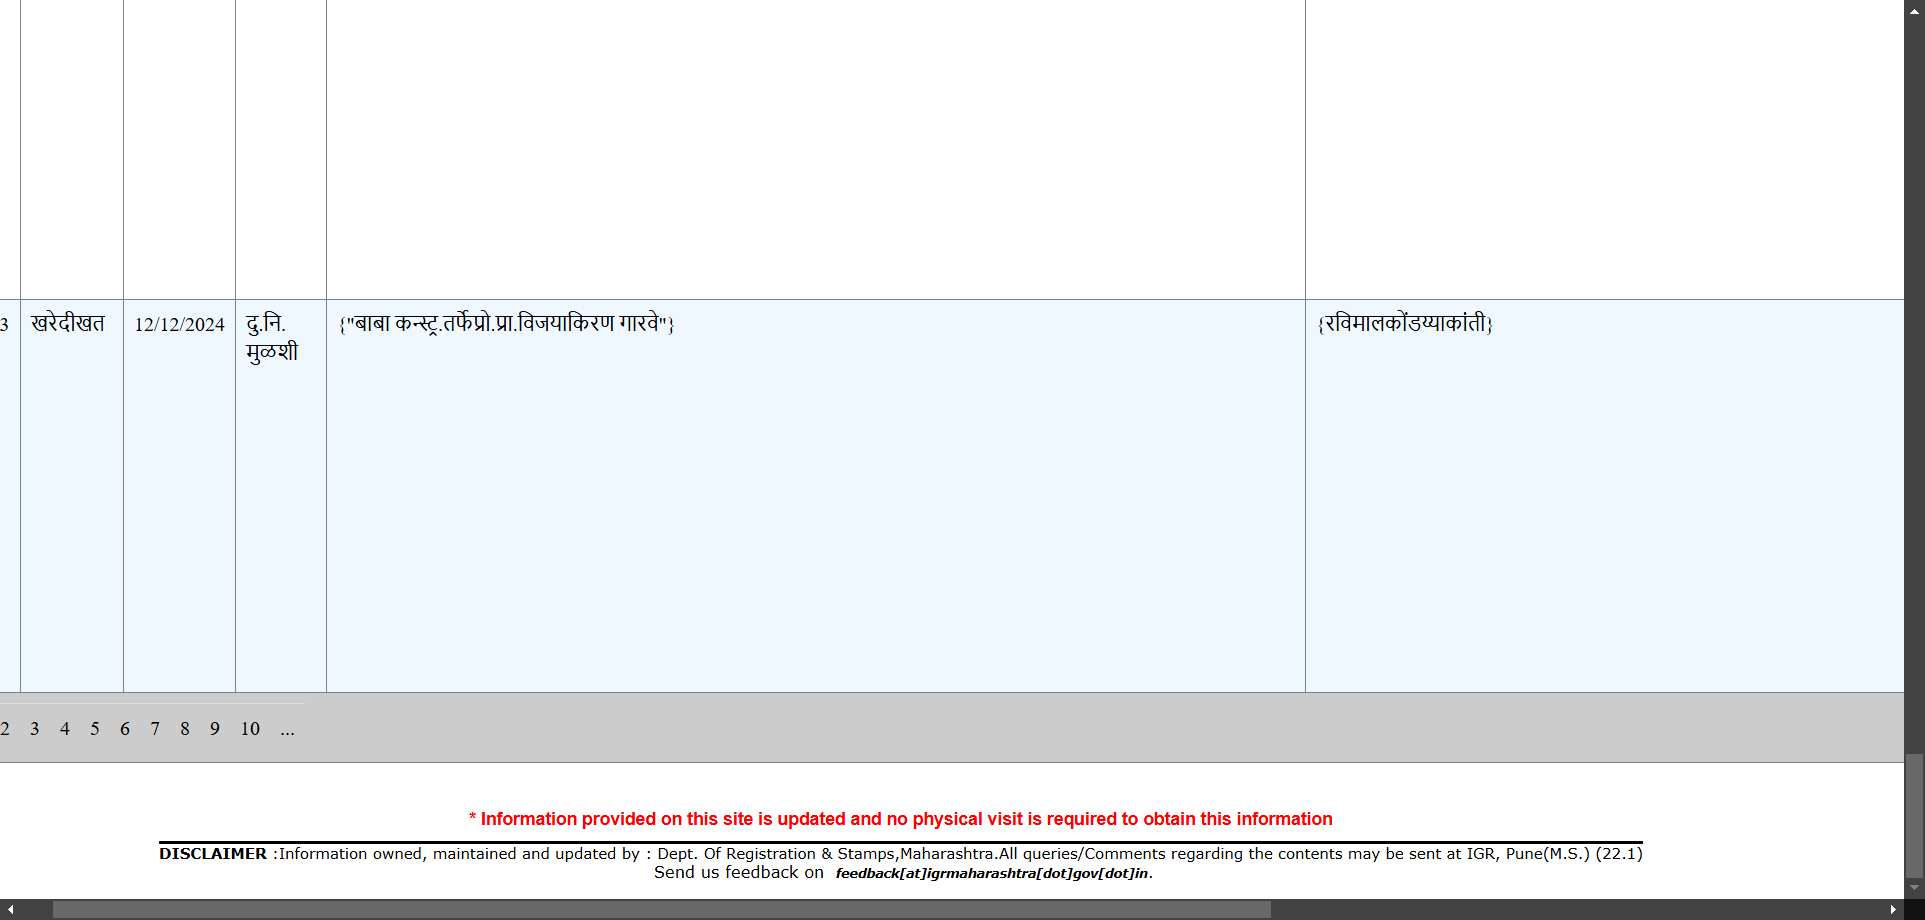 3 खरेदीखत 12/12/2024 दु.नि. {"बाबा कन्स्ट्र.तर्फेप्रो.प्रा.विजयाकिरण गारवे"} {रविमालकोंडय्याकांती}
मुळशी
2 3 4 5 6 7 8 9 10 ...
* Information provided on this site is updated and no physical visit is required to obtain this information
DISCLAIMER :Information owned, maintained and updated by : Dept. Of Registration & Stamps,Maharashtra.All queries/Comments regarding the contents may be sent at IGR, Pune(M.S.) (22.1)
Send us feedback on feedback[at]igrmaharashtra[dot]gov[dot]in.